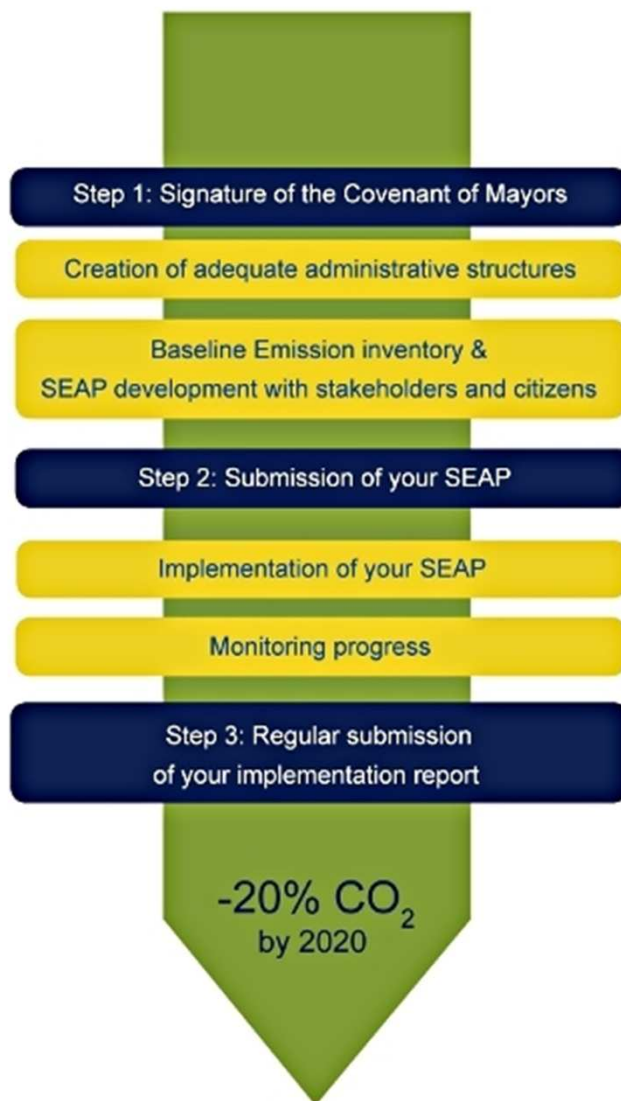 Step 1: Signature of the Covenant of Mayors
Creation of adequate administrative structures
Baseline Emission inventory &
SEAP development with stakeholders and citizens
Step 2: Submission of your SEAP
Implementation of your SEAP
Monitoring progress
Step 3: Regular submission
of your implementation report
-20% CO₂
by 2020